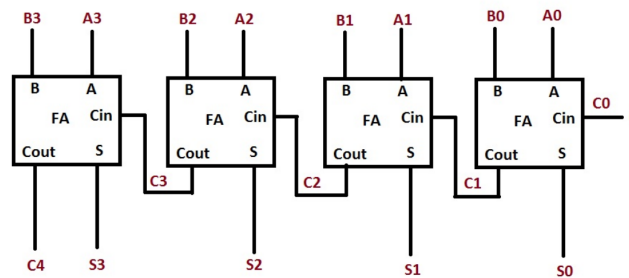 B3 A3 B2 A2 B1 A1 B0 A0
B A B A B A B A
C0
FA Cin FA Cin FA Cin FA Cin
Cout S Cout S Cout S Cout S
C3 C2 C1
C4 S3 S2 S1 S0